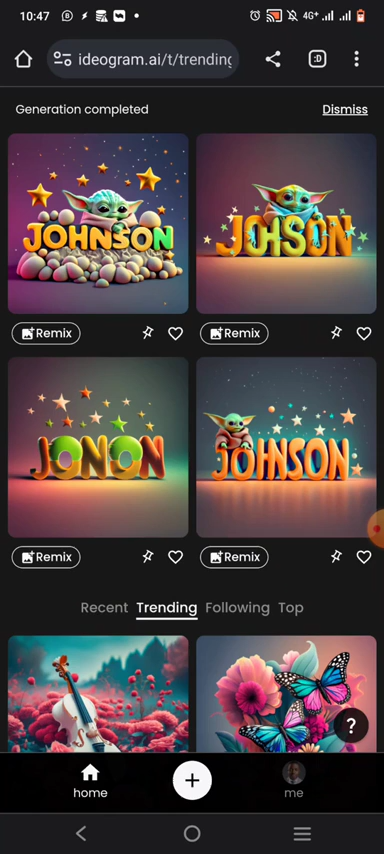 10:47
4G+
:D
ideogram.ai/t/trending
Generation completed
Dismiss
JOHNSON
JOHSON
Remix
Remix
JONON
JOHNSON
Remix
Remix
Recent Trending Following Top
?
home
me